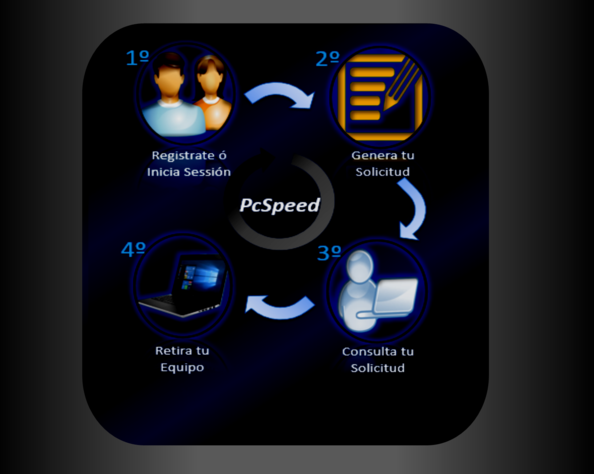 1º
Registrate ó
Inicia Sessión
2º
Genera tu
Solicitud
PcSpeed
3º
Consulta tu
Solicitud
4º
Retira tu
Equipo